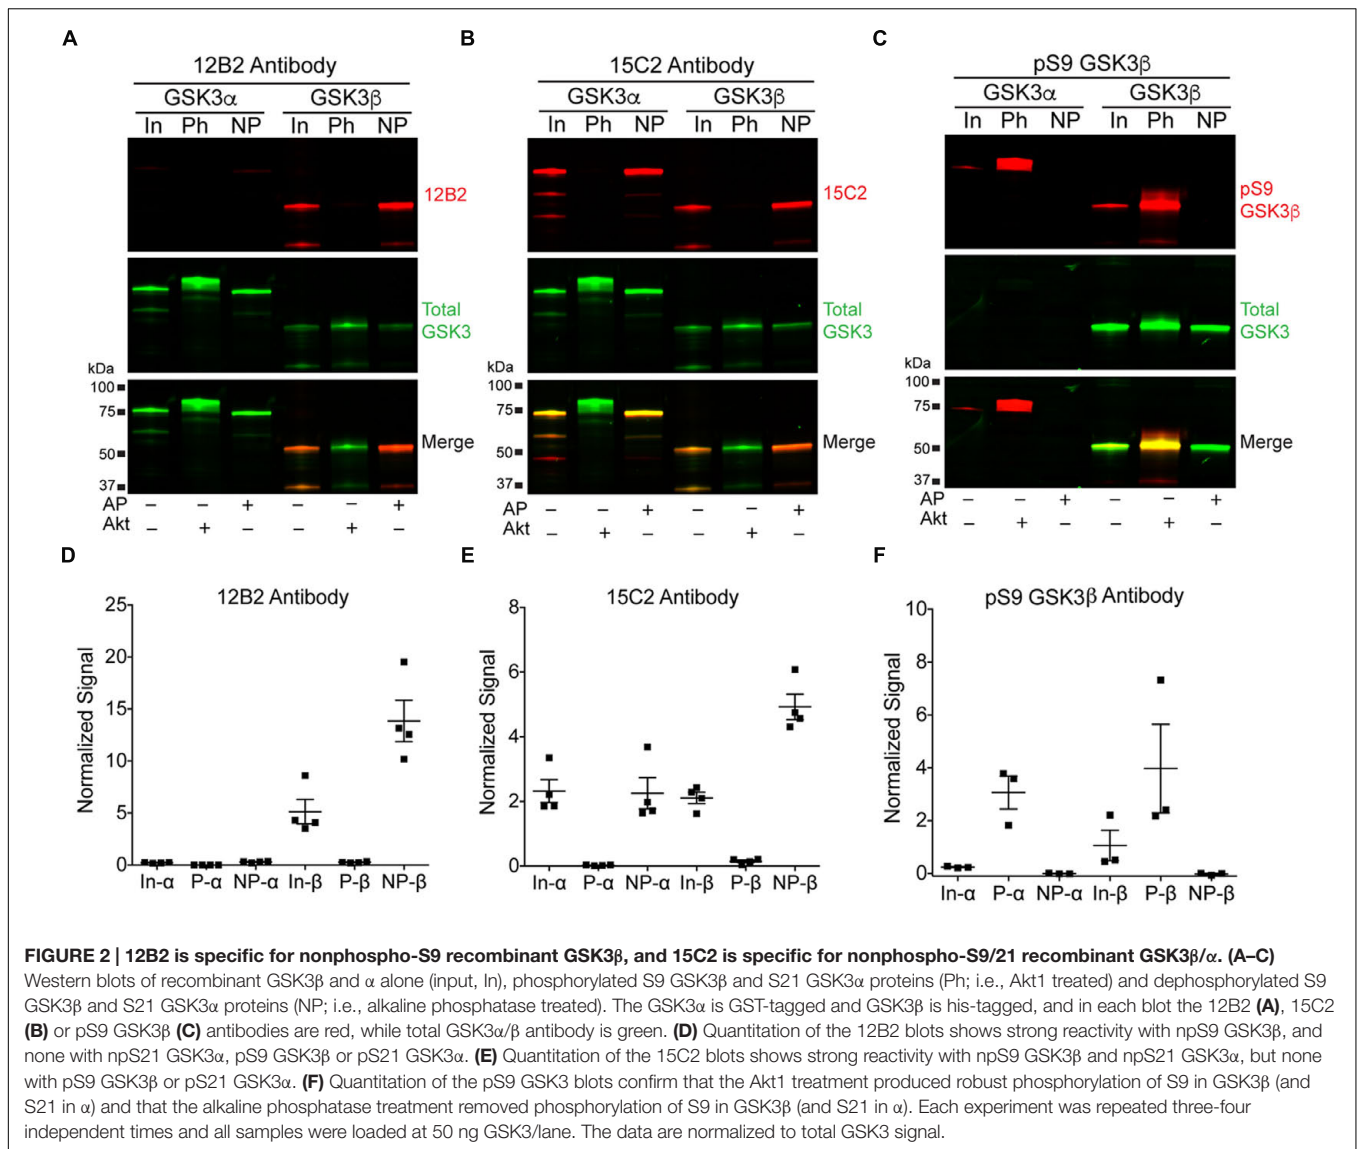 A
12B2 Antibody
GSK3α GSK3β
In Ph NP In Ph NP
12B2
Total
GSK3
kDa
100
75
50
37
Merge
AP – – + – – +
Akt – + – – + –
B
15C2 Antibody
GSK3α GSK3β
In Ph NP In Ph NP
15C2
Total
GSK3
kDa
100
75
50
37
Merge
AP – – + – – +
Akt – + – – + –
C
pS9 GSK3β
GSK3α GSK3β
In Ph NP In Ph NP
pS9
GSK3β
Total
GSK3
kDa
100
75
50
37
Merge
AP – – + – – +
Akt – + – – + –
D
12B2 Antibody
Normalized Signal
25
20
15
10
5
0
In-α P-α NP-α In-β P-β NP-β
E
15C2 Antibody
Normalized Signal
8
6
4
2
0
In-α P-α NP-α In-β P-β NP-β
F
pS9 GSK3β Antibody
Normalized Signal
10
8
6
4
2
0
In-α P-α NP-α In-β P-β NP-β
FIGURE 2 | 12B2 is specific for nonphospho-S9 recombinant GSK3β, and 15C2 is specific for nonphospho-S9/21 recombinant GSK3β/α. (A–C)
Western blots of recombinant GSK3β and α alone (input, In), phosphorylated S9 GSK3β and S21 GSK3α proteins (Ph; i.e., Akt1 treated) and dephosphorylated S9
GSK3β and S21 GSK3α proteins (NP; i.e., alkaline phosphatase treated). The GSK3α is GST-tagged and GSK3β is his-tagged, and in each blot the 12B2 (A), 15C2
(B) or pS9 GSK3β (C) antibodies are red, while total GSK3α/β antibody is green. (D) Quantitation of the 12B2 blots shows strong reactivity with npS9 GSK3β, and
none with npS21 GSK3α, pS9 GSK3β or pS21 GSK3α. (E) Quantitation of the 15C2 blots shows strong reactivity with npS9 GSK3β and npS21 GSK3α, but none
with pS9 GSK3β or pS21 GSK3α. (F) Quantitation of the pS9 GSK3 blots confirm that the Akt1 treatment produced robust phosphorylation of S9 in GSK3β (and
S21 in α) and that the alkaline phosphatase treatment removed phosphorylation of S9 in GSK3β (and S21 in α). Each experiment was repeated three-four
independent times and all samples were loaded at 50 ng GSK3/lane. The data are normalized to total GSK3 signal.